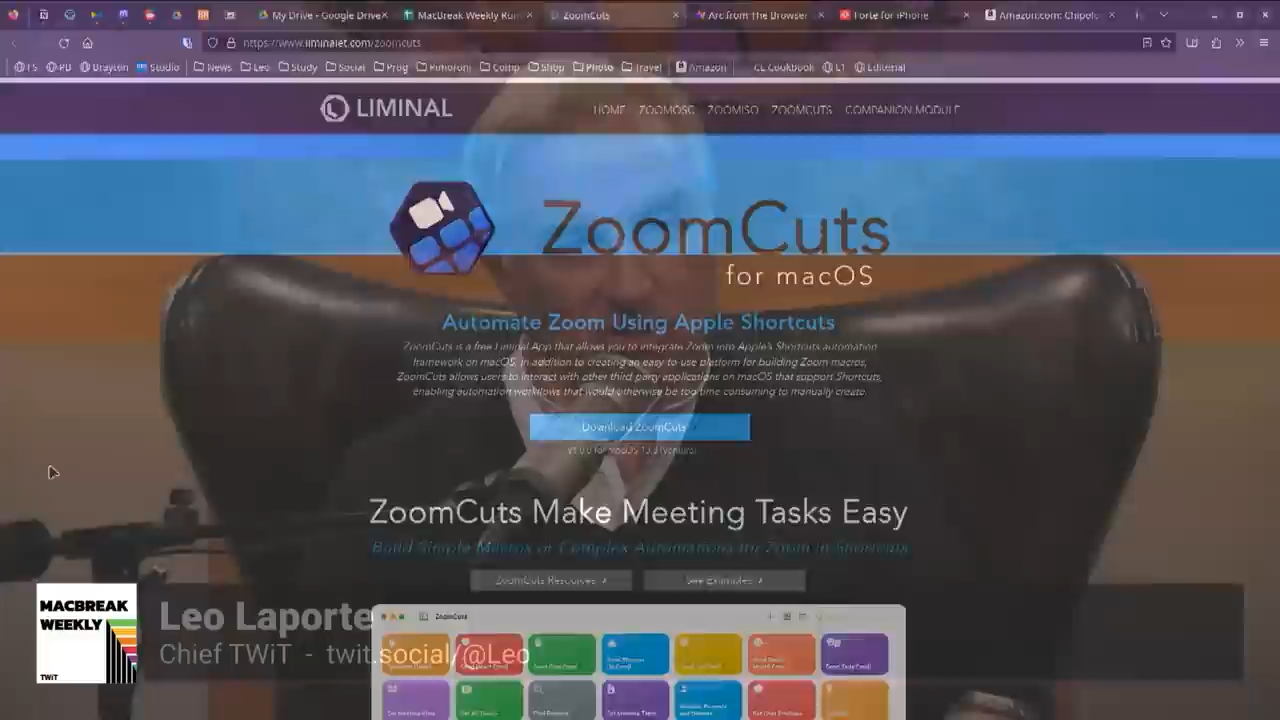 My Drive - Google Drive
MacBreak Weekly Run
ZoomCuts
Arc from The Browser
Forte for iPhone
Amazon.com: Chipolo
https://www.liminalet.com/zoomcuts
Brayton
Studio
News
Leo
Study
Social
Prog
Pimoroni
Comp
Shop
Photo
Travel
Amazon
CL Cookbook
Editorial
LIMINAL
HOME ZOOMOSC ZOOMISO ZOOMCUTS COMPANION MODULE
ZoomCuts
for macOS
Automate Zoom Using Apple Shortcuts
ZoomCuts is a free Liminal App that allows you to integrate Zoom into Apple's Shortcuts automation
framework on macOS. In addition to creating an easy-to-use platform for building Zoom macros,
ZoomCuts allows users to interact with other third party applications on macOS that support Shortcuts,
enabling automation workflows that would otherwise be too time consuming to manually create.
Download ZoomCuts
ZoomCuts Make Meeting Tasks Easy
Build Simple Macros or Complex Automations for Zoom in Shortcuts
ZoomCuts Resources
See Examples
ZoomCuts
MACBREAK
WEEKLY
TWiT
Leo Laporte
Chief TWiT - twit.social/@Leo